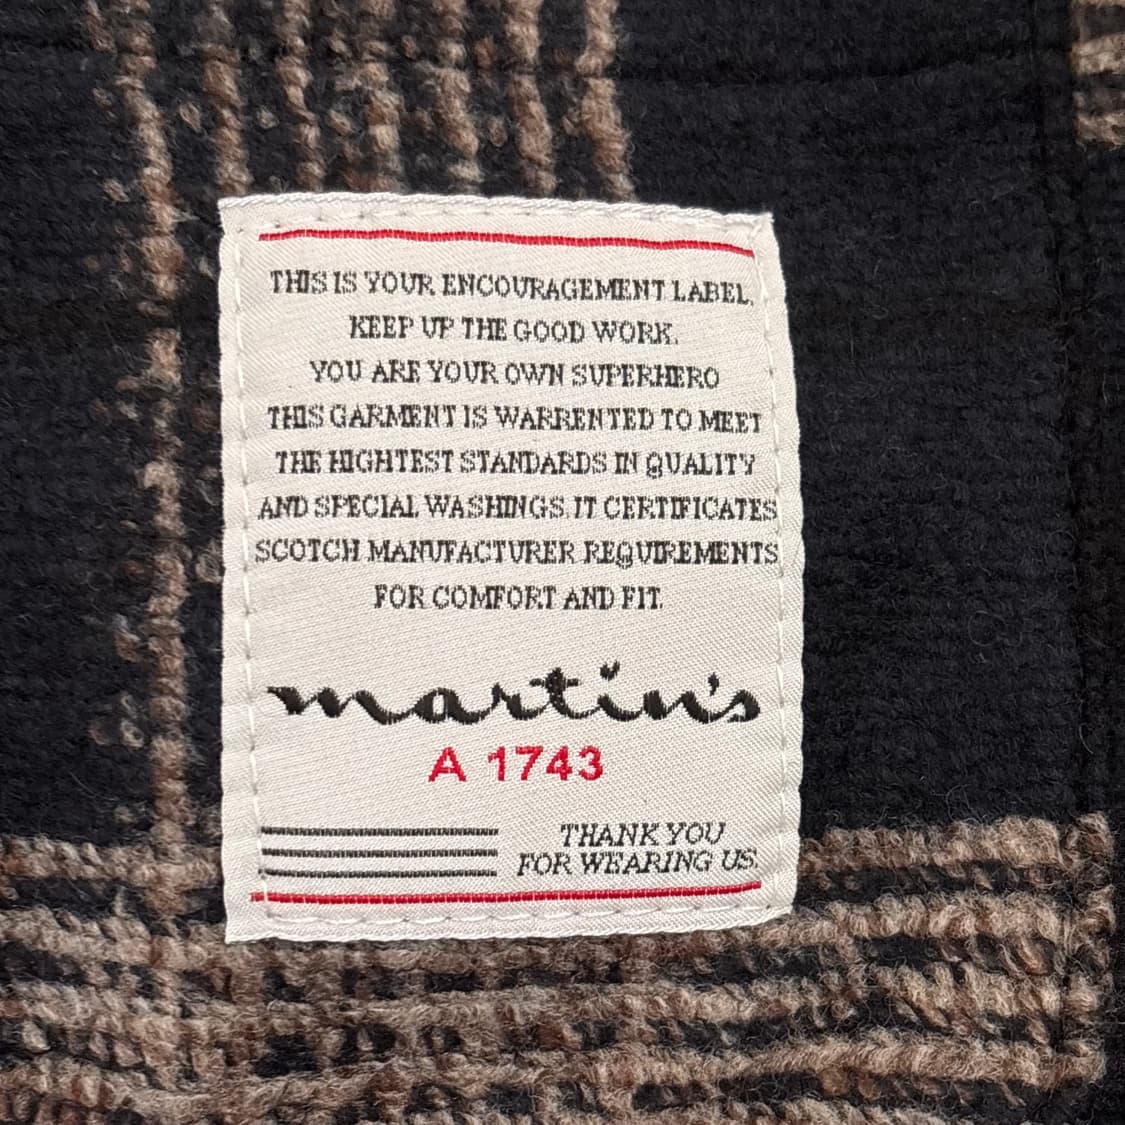 THIS IS YOUR ENCOURAGEMENT LABEL,
KEEP UP THE GOOD WORK.
YOU ARE YOUR OWN SUPERHERO
THIS GARMENT IS WARRENTED TO MEET
THE HIGHTEST STANDARDS IN QUALITY
AND SPECIAL WASHINGS. IT CERTIFICATES
SCOTCH MANUFACTURER REQUIREMENTS
FOR COMFORT AND FIT.
martin's
A 1743
THANK YOU
FOR WEARING US.